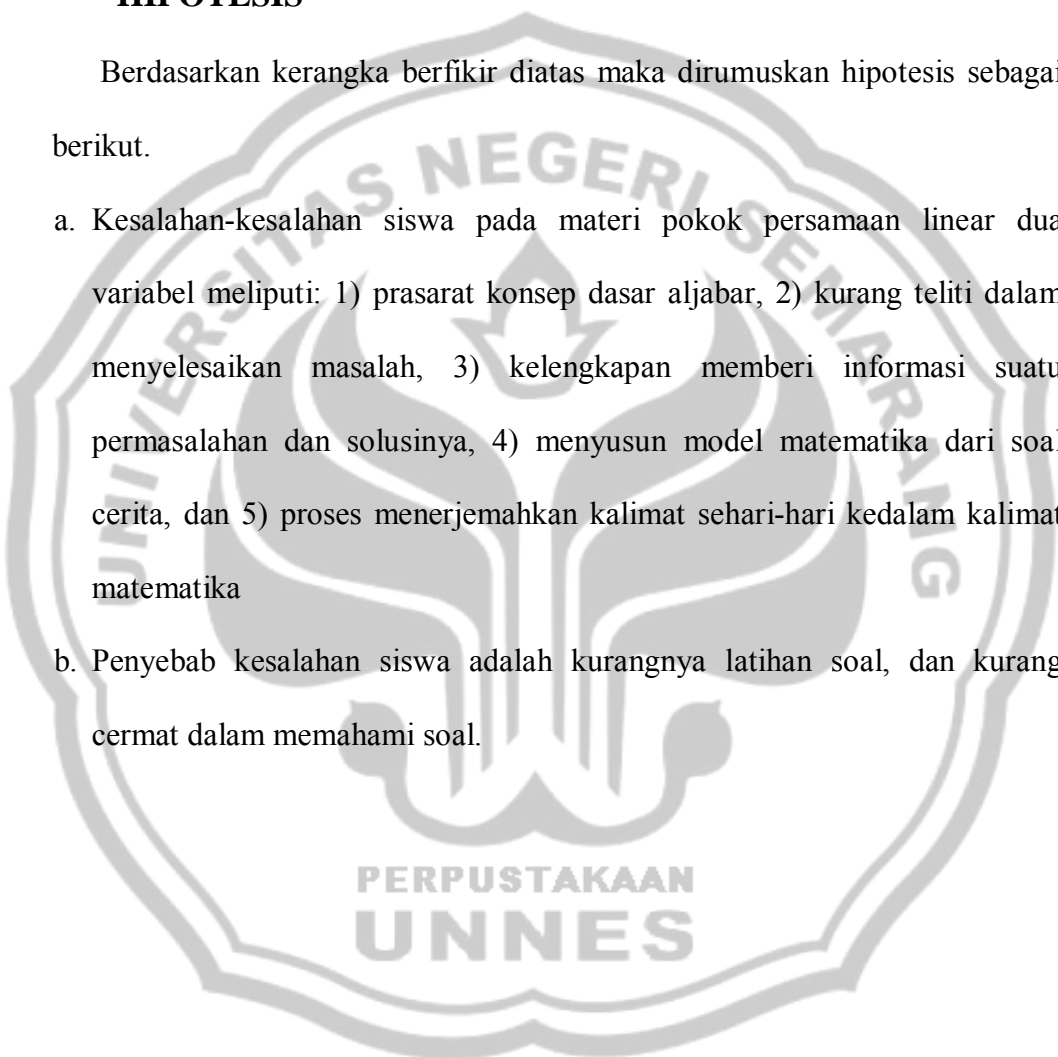 HIPOTESIS
Berdasarkan kerangka berfikir diatas maka dirumuskan hipotesis sebagai
berikut.
a. Kesalahan-kesalahan siswa pada materi pokok persamaan linear dua
variabel meliputi: 1) prasarat konsep dasar aljabar, 2) kurang teliti dalam
menyelesaikan masalah, 3) kelengkapan memberi informasi suatu
permasalahan dan solusinya, 4) menyusun model matematika dari soal
cerita, dan 5) proses menerjemahkan kalimat sehari-hari kedalam kalimat
matematika
b. Penyebab kesalahan siswa adalah kurangnya latihan soal, dan kurang
cermat dalam memahami soal.
UNIVERSITAS NEGERI SEMARANG
PERPUSTAKAAN
UNNES